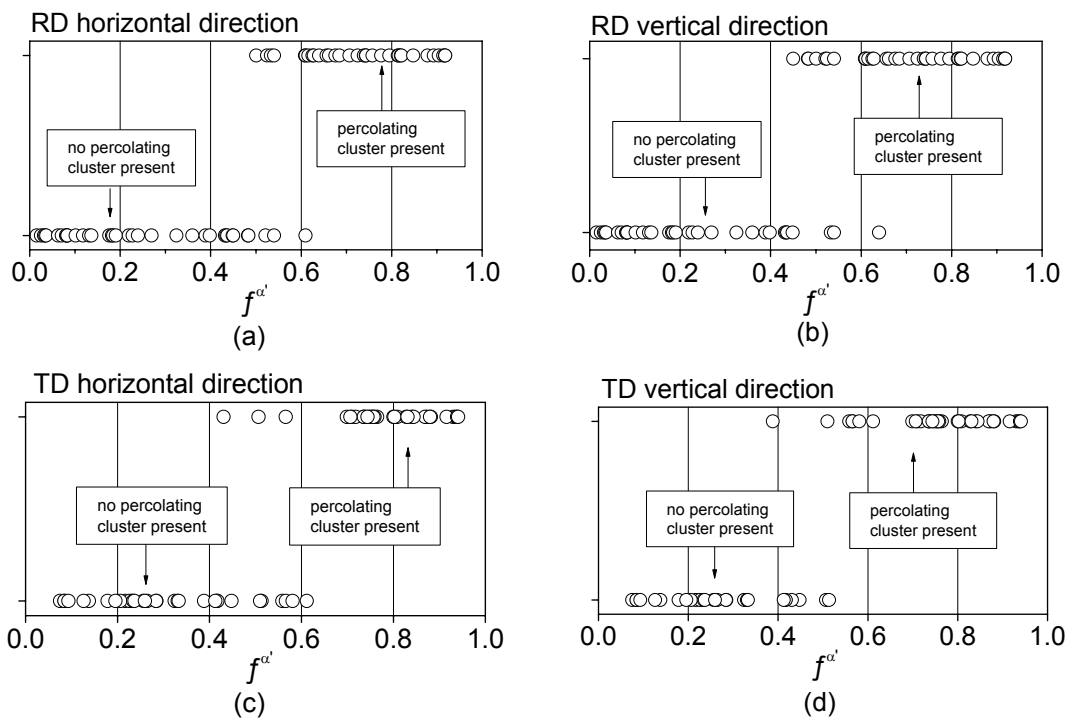 RD horizontal direction
no percolating
cluster present
percolating
cluster present
0.0 0.2 0.4 0.6 0.8 1.0
f^α'
(a)
RD vertical direction
no percolating
cluster present
percolating
cluster present
0.0 0.2 0.4 0.6 0.8 1.0
f^α'
(b)
TD horizontal direction
no percolating
cluster present
percolating
cluster present
0.0 0.2 0.4 0.6 0.8 1.0
f^α'
(c)
TD vertical direction
no percolating
cluster present
percolating
cluster present
0.0 0.2 0.4 0.6 0.8 1.0
f^α'
(d)